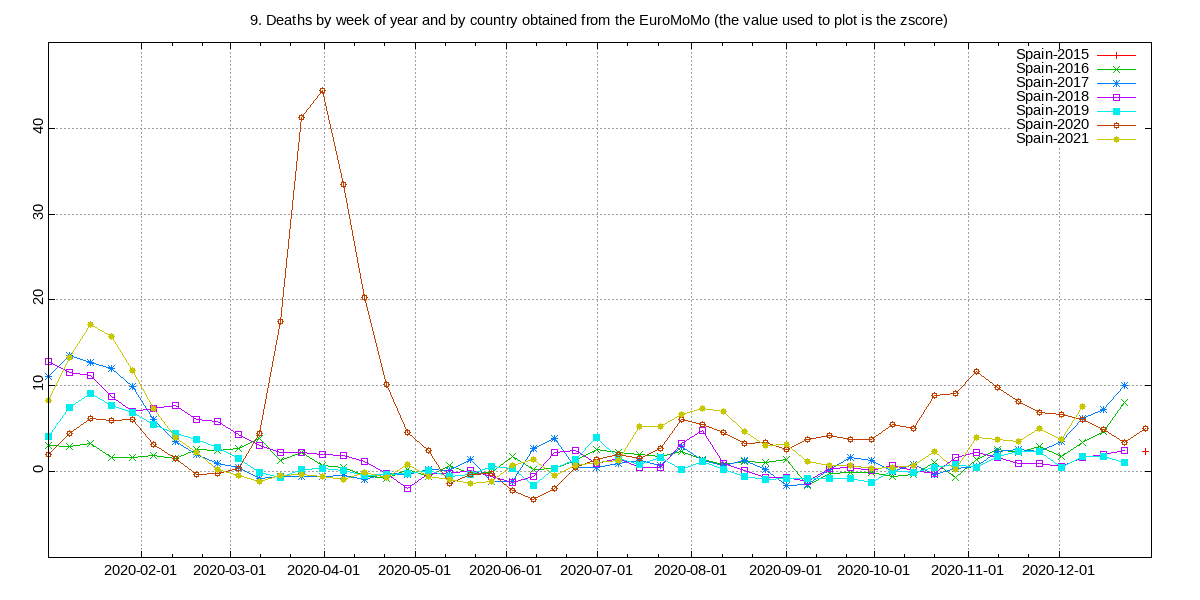 9. Deaths by week of year and by country obtained from the EuroMoMo (the value used to plot is the zscore)
Spain-2015
Spain-2016
Spain-2017
Spain-2018
Spain-2019
Spain-2020
Spain-2021
40
30
20
10
0
2020-02-01 2020-03-01 2020-04-01 2020-05-01 2020-06-01 2020-07-01 2020-08-01 2020-09-01 2020-10-01 2020-11-01 2020-12-01